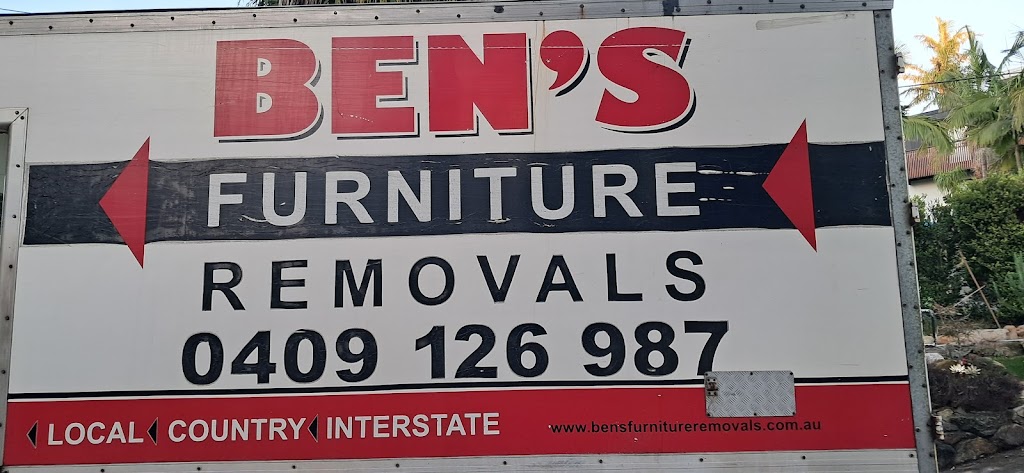 BEN'S
FURNITURE
REMOVALS
0409 126 987
LOCAL COUNTRY INTERSTATE
www.bensfurnitureremovals.com.au